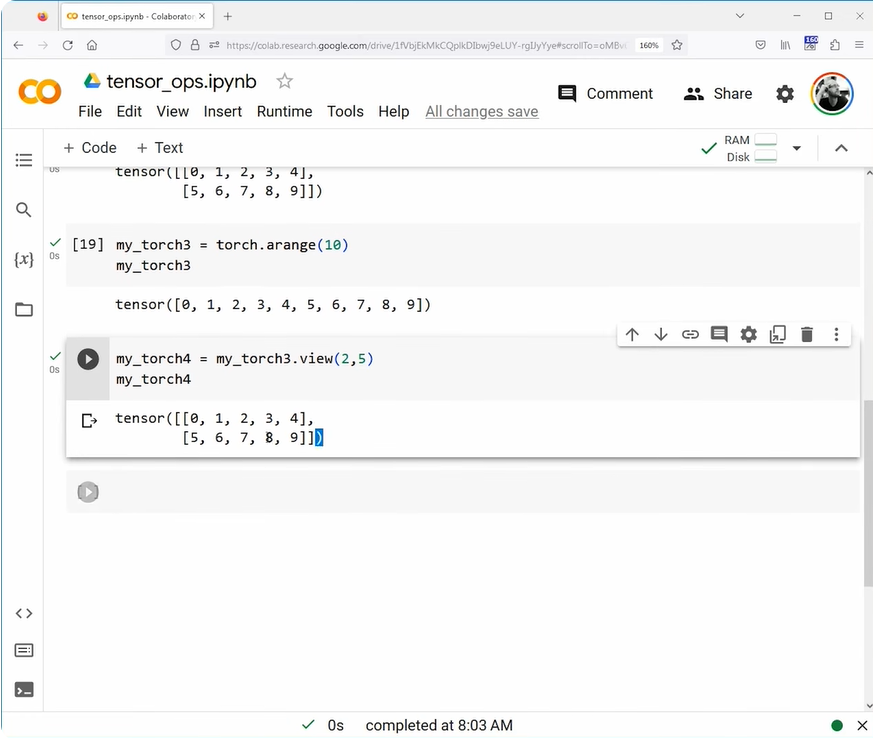 tensor_ops.ipynb - Colaborator
160
https://colab.research.google.com/drive/1fVbjEkMkCQplkDIbwj9eLUY-rgIJyYye#scrollTo=oMBv
160%
tensor_ops.ipynb
Comment
Share
File Edit View Insert Runtime Tools Help All changes save
+ Code + Text
RAM
Disk
0s
tensor([[0, 1, 2, 3, 4],
[5, 6, 7, 8, 9]])
[19] my_torch3 = torch.arange(10)
0s
my_torch3
tensor([0, 1, 2, 3, 4, 5, 6, 7, 8, 9])
my_torch4 = my_torch3.view(2,5)
0s
my_torch4
tensor([[0, 1, 2, 3, 4],
[5, 6, 7, 8, 9]])
{x}
0s completed at 8:03 AM